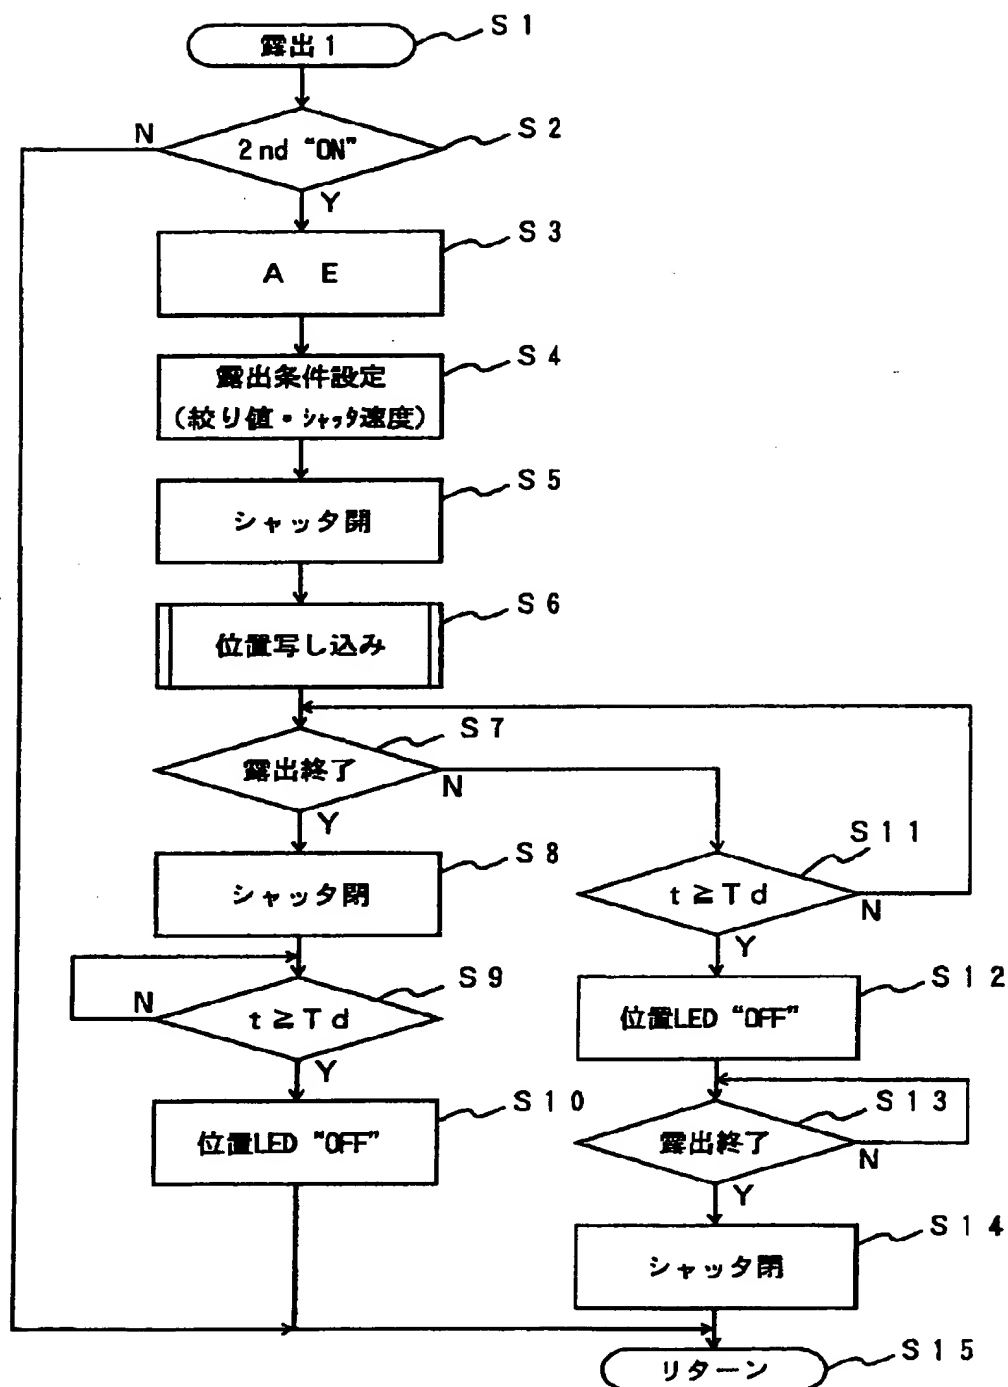 露出1
S1
2nd “ON”
S2
N
Y
A E
S3
露出条件設定
(絞り値・シャッタ速度)
S4
シャッタ開
S5
位置写し込み
S6
露出終了
S7
N
Y
シャッタ閉
S8
t≧Td
S9
N
Y
位置LED “OFF”
S10
t≧Td
S11
N
Y
位置LED “OFF”
S12
露出終了
S13
N
Y
シャッタ閉
S14
リターン
S15